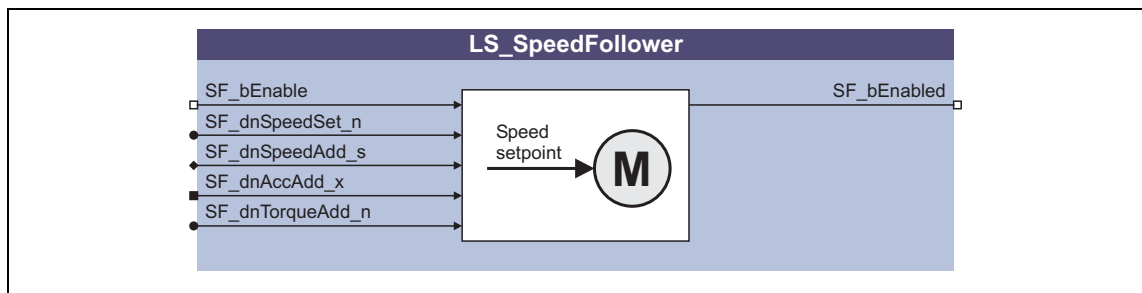 LS_SpeedFollower
SF_bEnable
SF_bEnabled
SF_dnSpeedSet_n
SF_dnSpeedAdd_s
SF_dnAccAdd_x
SF_dnTorqueAdd_n
Speed
setpoint
M